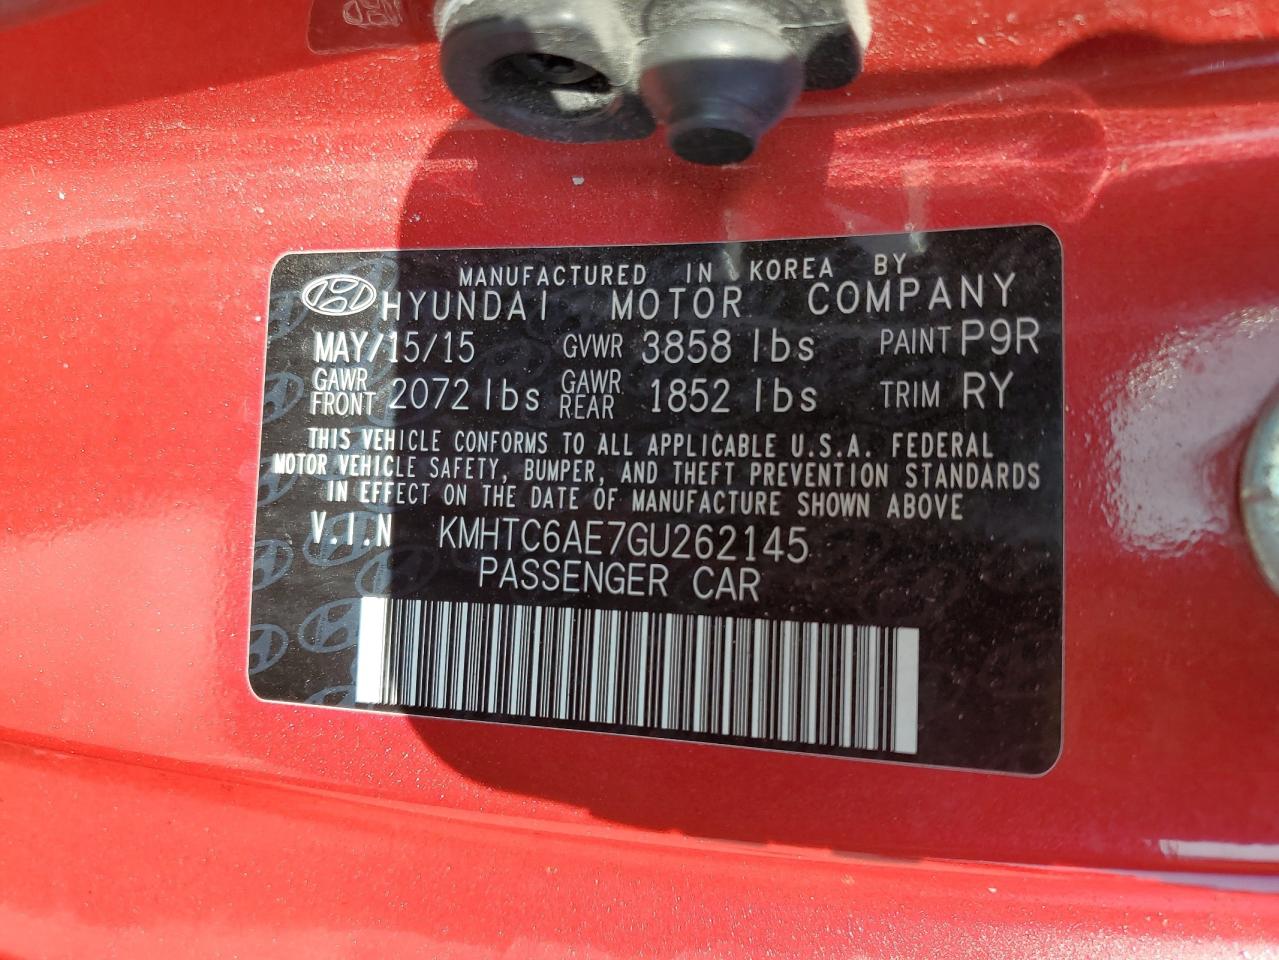 MANUFACTURED IN KOREA BY
HYUNDAI MOTOR COMPANY
MAY/15/15 GVWR 3858 lbs PAINT P9R
GAWR FRONT 2072 lbs GAWR REAR 1852 lbs TRIM RY
THIS VEHICLE CONFORMS TO ALL APPLICABLE U.S.A. FEDERAL
MOTOR VEHICLE SAFETY, BUMPER, AND THEFT PREVENTION STANDARDS
IN EFFECT ON THE DATE OF MANUFACTURE SHOWN ABOVE
V.I.N KMHTC6AE7GU262145
PASSENGER CAR